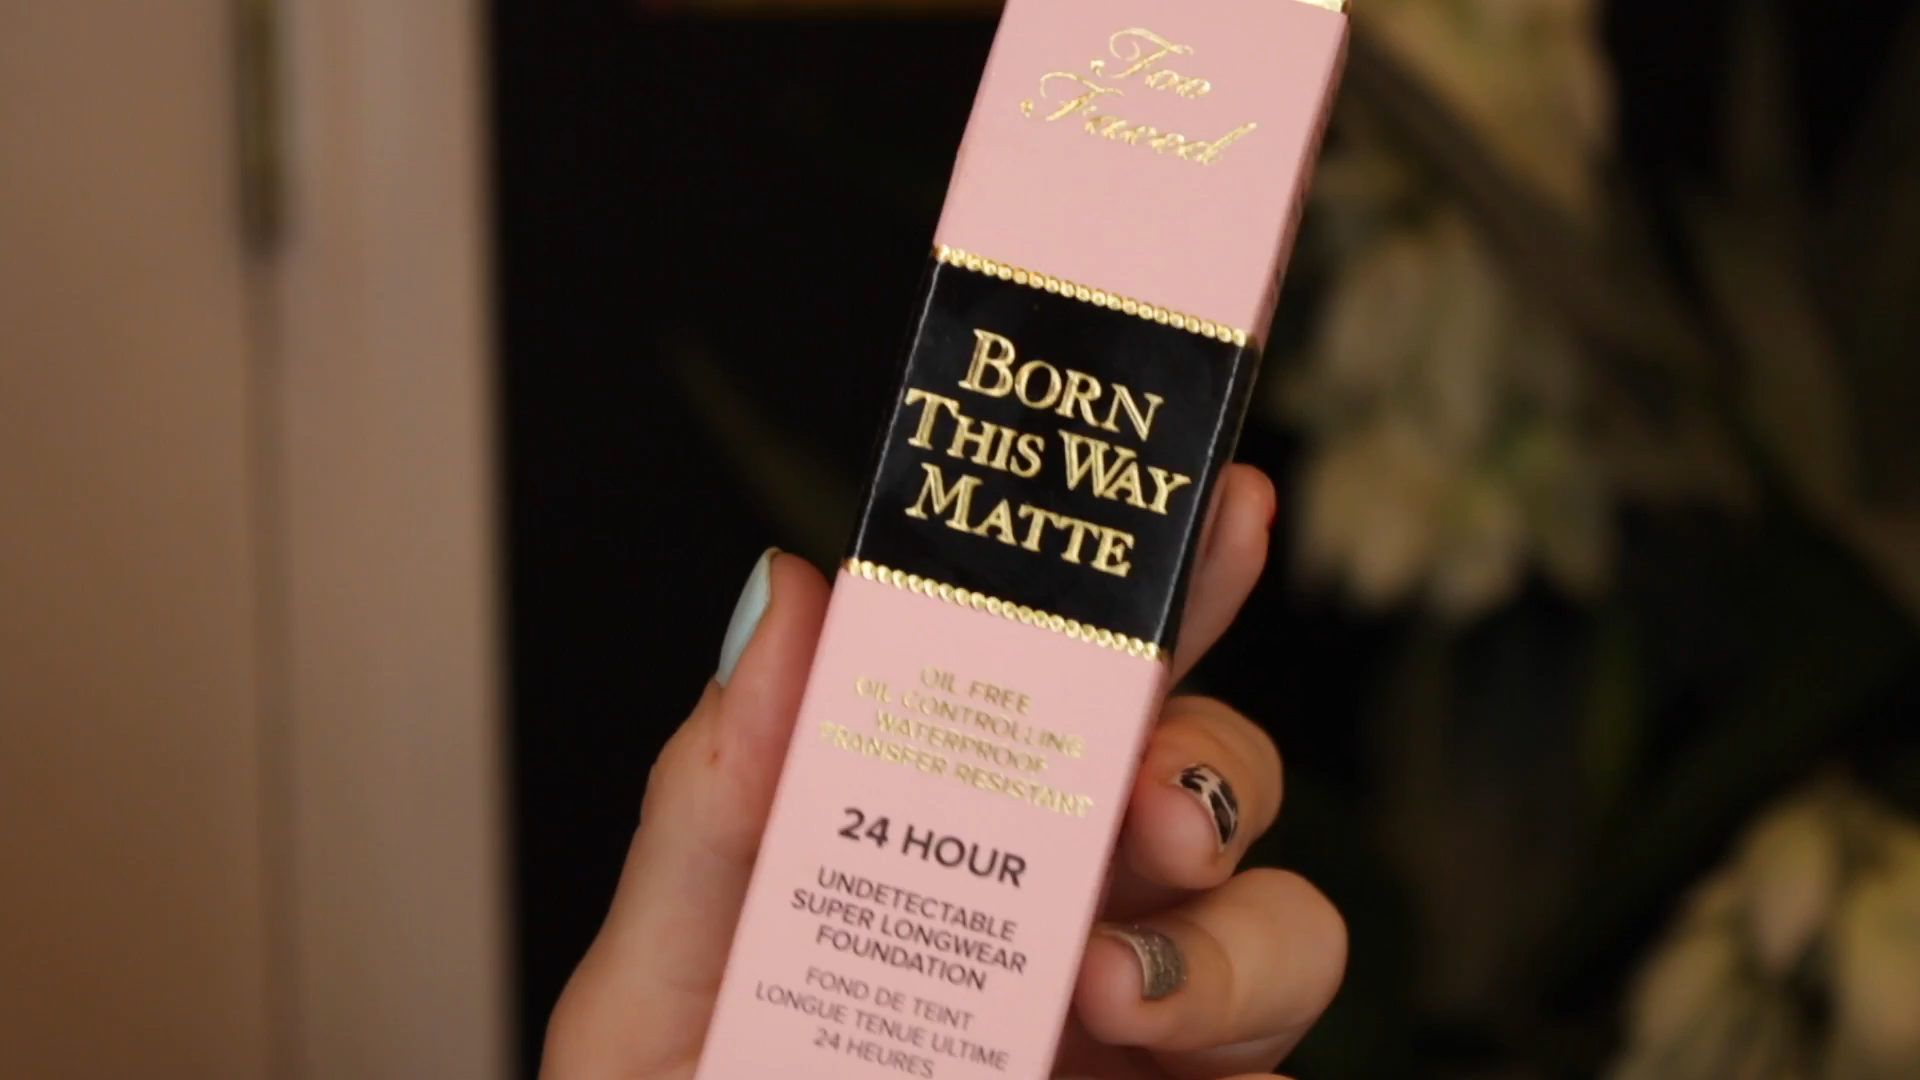 Too
Faced
BORN
THIS WAY
MATTE
OIL FREE
OIL CONTROLLING
WATERPROOF
TRANSFER RESISTANT
24 HOUR
UNDETECTABLE
SUPER LONGWEAR
FOUNDATION
FOND DE TEINT
LONGUE TENUE ULTIME
24 HEURES